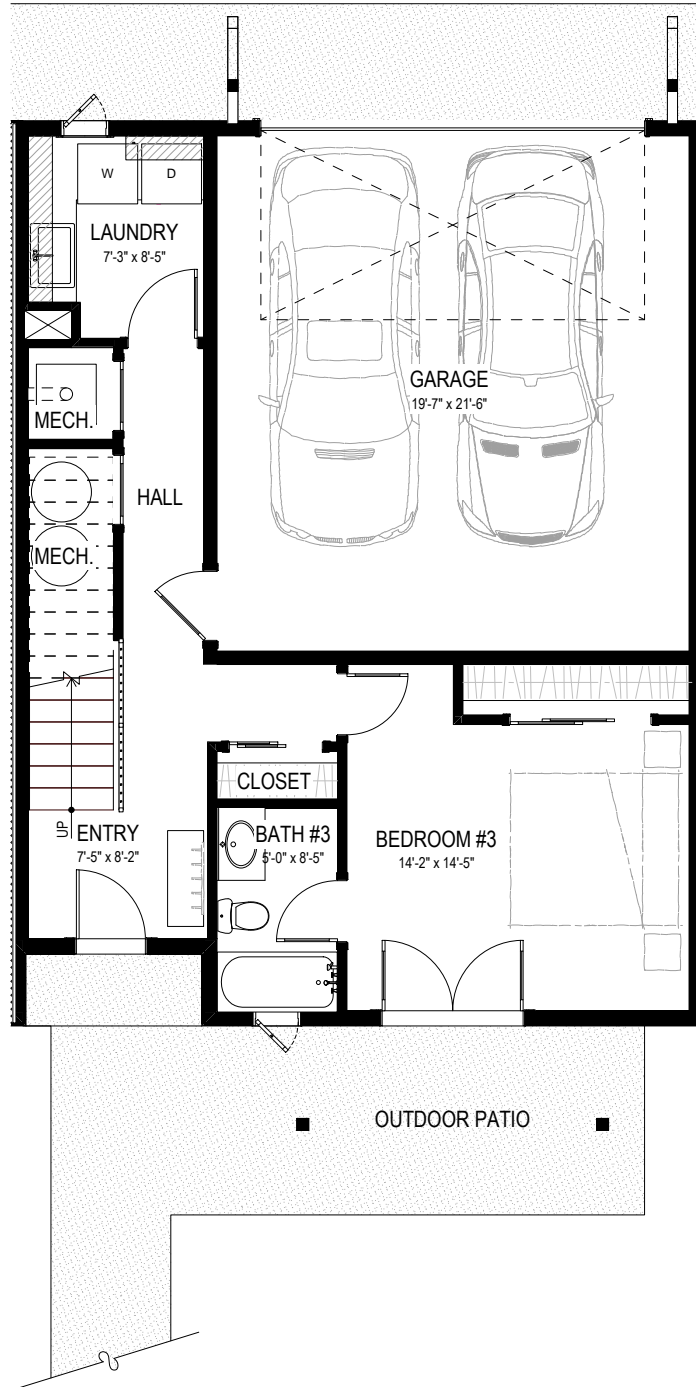 W
D
LAUNDRY
7'-3" x 8'-5"
MECH.
GARAGE
19'-7" x 21'-6"
HALL
MECH.
CLOSET
UP
ENTRY
7'-5" x 8'-2"
BATH #3
5'-0" x 8'-5"
BEDROOM #3
14'-2" x 14'-5"
OUTDOOR PATIO